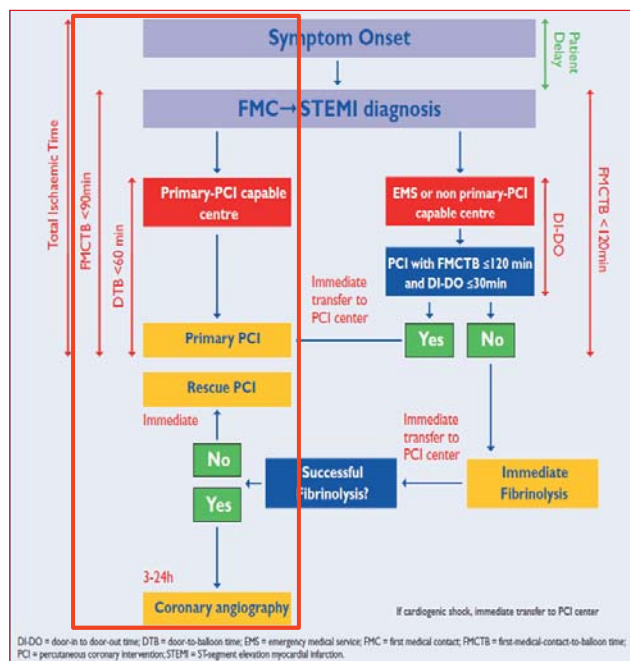 Symptom Onset
Patient
Delay
FMC→STEMI diagnosis
Total Ischaemic Time
FMCTB <90min
DTB <60 min
Primary-PCI capable
centre
EMS or non primary-PCI
capable centre
DI-DO
FMCTB <120min
PCI with FMCTB ≤120 min
and DI-DO ≤30min
Immediate
transfer to
PCI center
Primary PCI
Yes
No
Rescue PCI
Immediate
No
Yes
Successful
Fibrinolysis?
Immediate
transfer to
PCI center
Immediate
Fibrinolysis
3-24h
Coronary angiography
If cardiogenic shock, immediate transfer to PCI center
DI-DO = door-in to door-out time; DTB = door-to-balloon time; EMS = emergency medical service; FMC = first medical contact; FMCTB = first-medical-contact-to-balloon time;
PCI = percutaneous coronary intervention; STEMI = ST-segment elevation myocardial infarction.